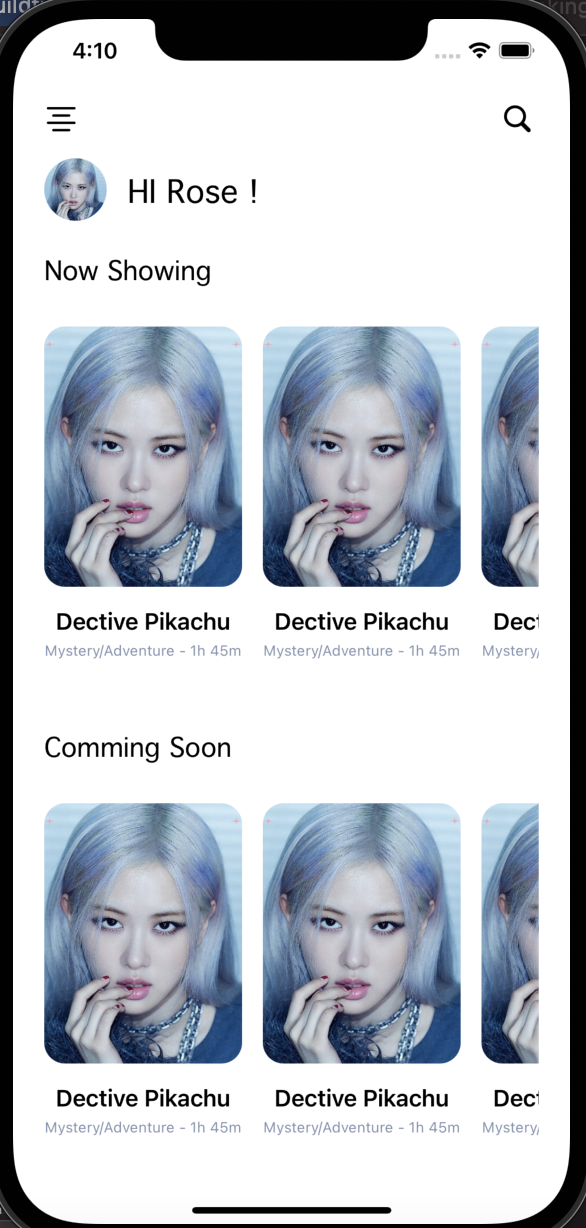 4:10
HI Rose !
Now Showing
Dective Pikachu
Mystery/Adventure - 1h 45m
Dective Pikachu
Mystery/Adventure - 1h 45m
Dect
Mystery/
Comming Soon
Dective Pikachu
Mystery/Adventure - 1h 45m
Dective Pikachu
Mystery/Adventure - 1h 45m
Dect
Mystery/